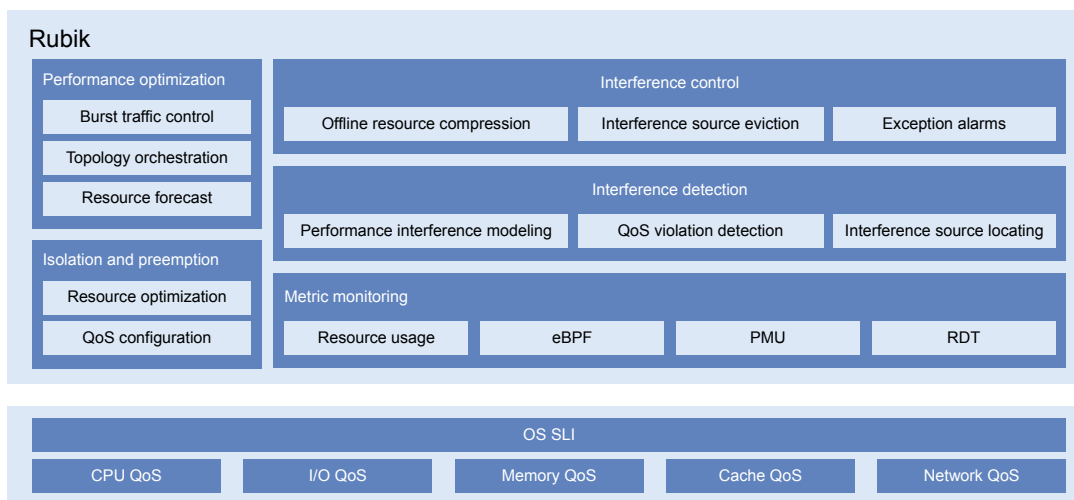 Rubik
Performance optimization
Burst traffic control
Topology orchestration
Resource forecast
Isolation and preemption
Resource optimization
QoS configuration
Interference control
Offline resource compression
Interference source eviction
Exception alarms
Interference detection
Performance interference modeling
QoS violation detection
Interference source locating
Metric monitoring
Resource usage
eBPF
PMU
RDT
OS SLI
CPU QoS
I/O QoS
Memory QoS
Cache QoS
Network QoS